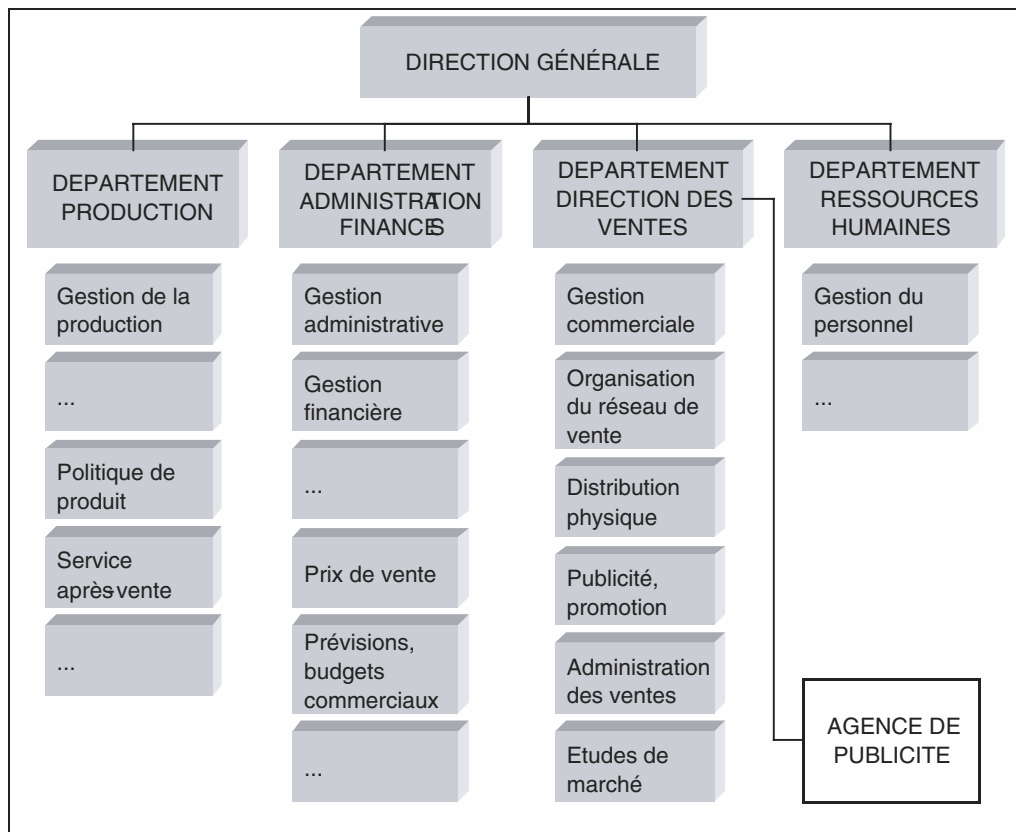 DIRECTION GÉNÉRALE
DEPARTEMENT
PRODUCTION
DEPARTEMENT
ADMINISTRATION
FINANCES
DEPARTEMENT
DIRECTION DES
VENTES
DEPARTEMENT
RESSOURCES
HUMAINES
Gestion de la
production
...
Politique de
produit
Service
après-vente
...
Gestion
administrative
Gestion
financière
...
Prix de vente
Prévisions,
budgets
commerciaux
...
Gestion
commerciale
Organisation
du réseau de
vente
Distribution
physique
Publicité,
promotion
Administration
des ventes
Etudes de
marché
Gestion du
personnel
...
AGENCE DE
PUBLICITE